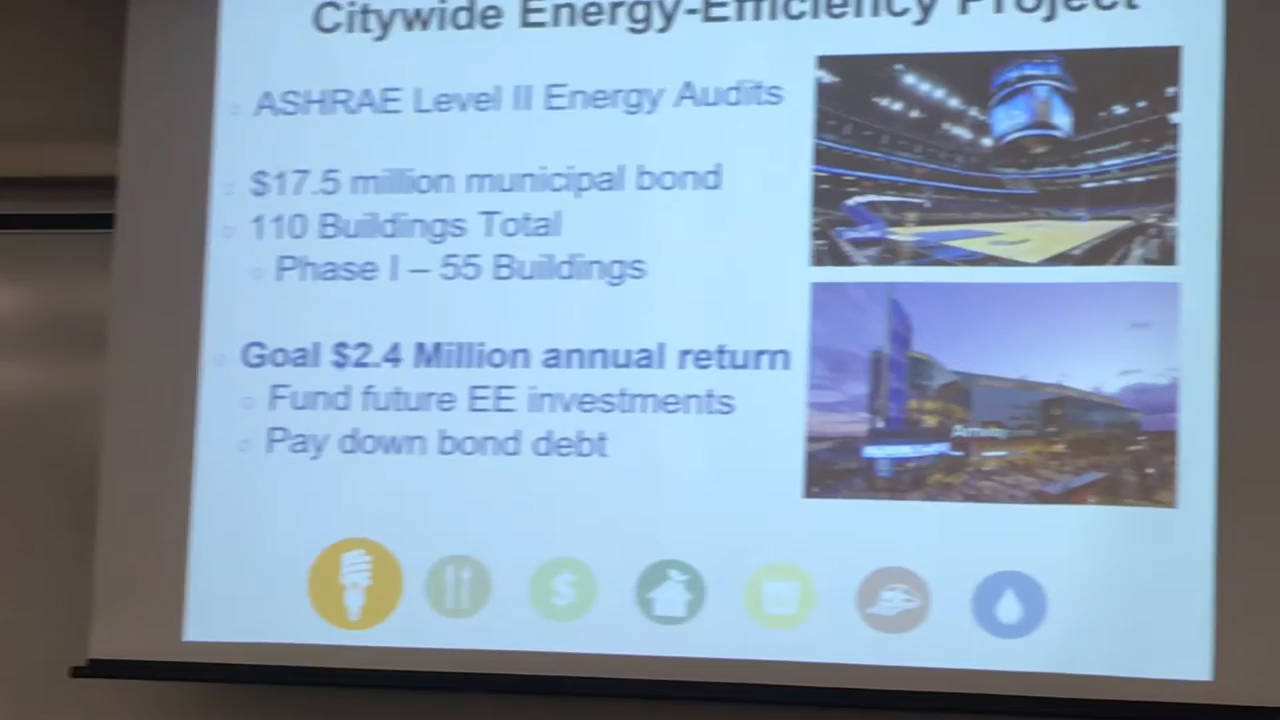 Citywide Energy-Efficiency Project
ASHRAE Level II Energy Audits
$17.5 million municipal bond
110 Buildings Total
Phase I – 55 Buildings
Goal $2.4 Million annual return
Fund future EE investments
Pay down bond debt
$